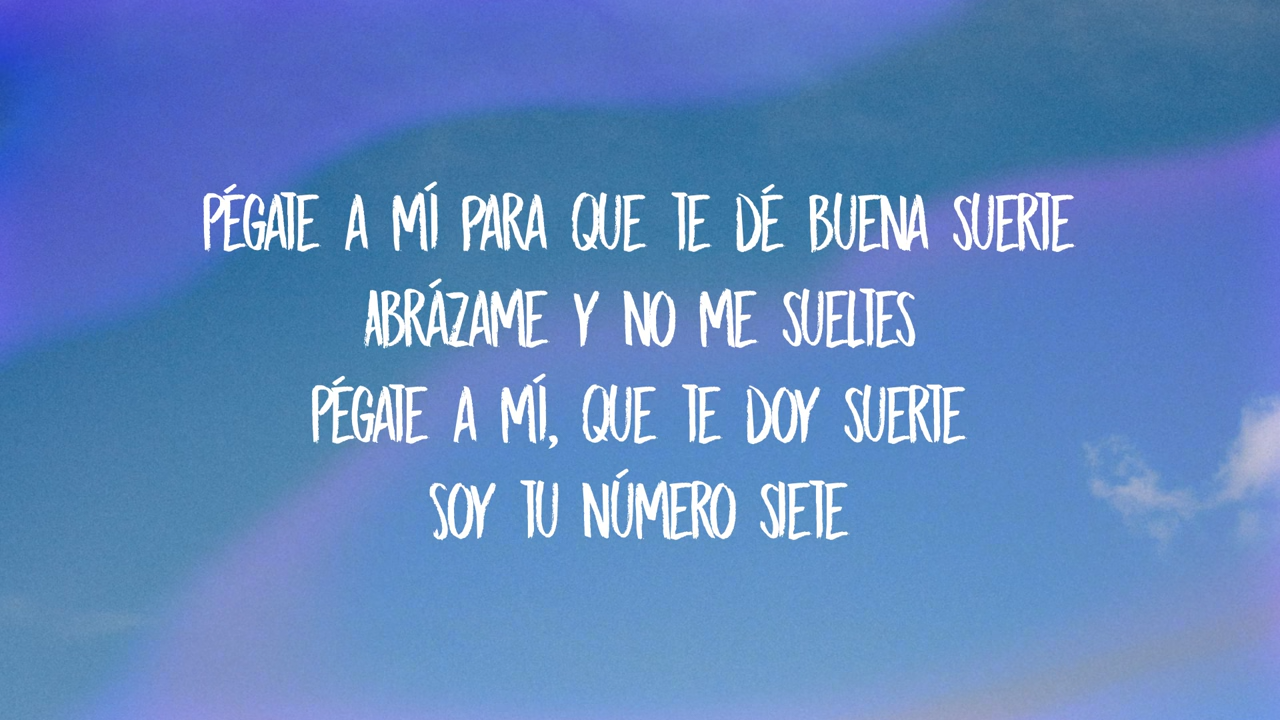 PÉGATE A MÍ PARA QUE TE DÉ BUENA SUERTE
ABRÁZAME Y NO ME SUELTES
PÉGATE A MÍ, QUE TE DOY SUERTE
SOY TU NÚMERO SIETE